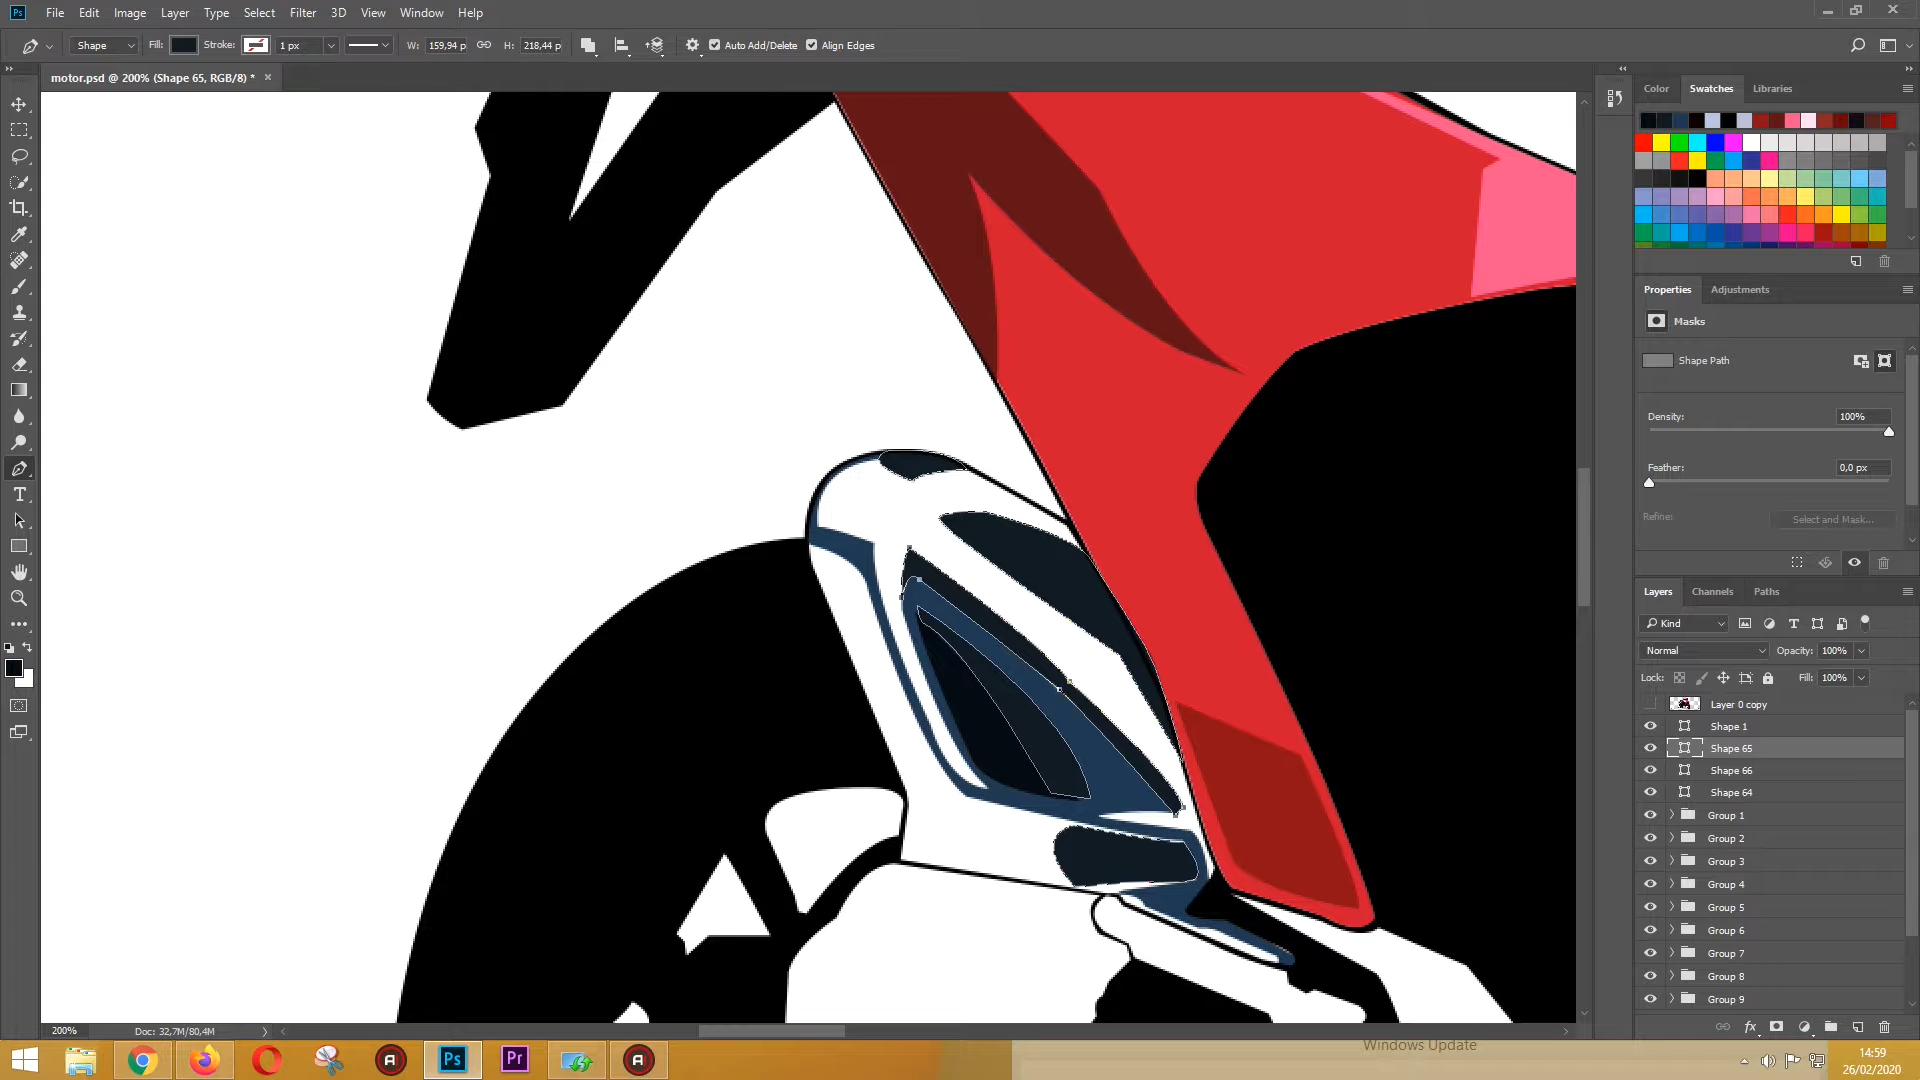 Ps File Edit Image Layer Type Select Filter 3D View Window Help
Shape Fill: Stroke: 1 px W: 159,94 p H: 218,44 p Auto Add/Delete Align Edges
motor.psd @ 200% (Shape 65, RGB/8) * ×
Color Swatches Libraries
Properties Adjustments
Masks
Shape Path
Density: 100%
Feather: 0,0 px
Refine: Select and Mask...
Layers Channels Paths
Kind
Normal Opacity: 100%
Lock: Fill: 100%
Layer 0 copy
Shape 1
Shape 65
Shape 66
Shape 64
Group 1
Group 2
Group 3
Group 4
Group 5
Group 6
Group 7
Group 8
Group 9
200% Doc: 32,7M/80,4M
Windows Update
Ps Pr
14:59
26/02/2020